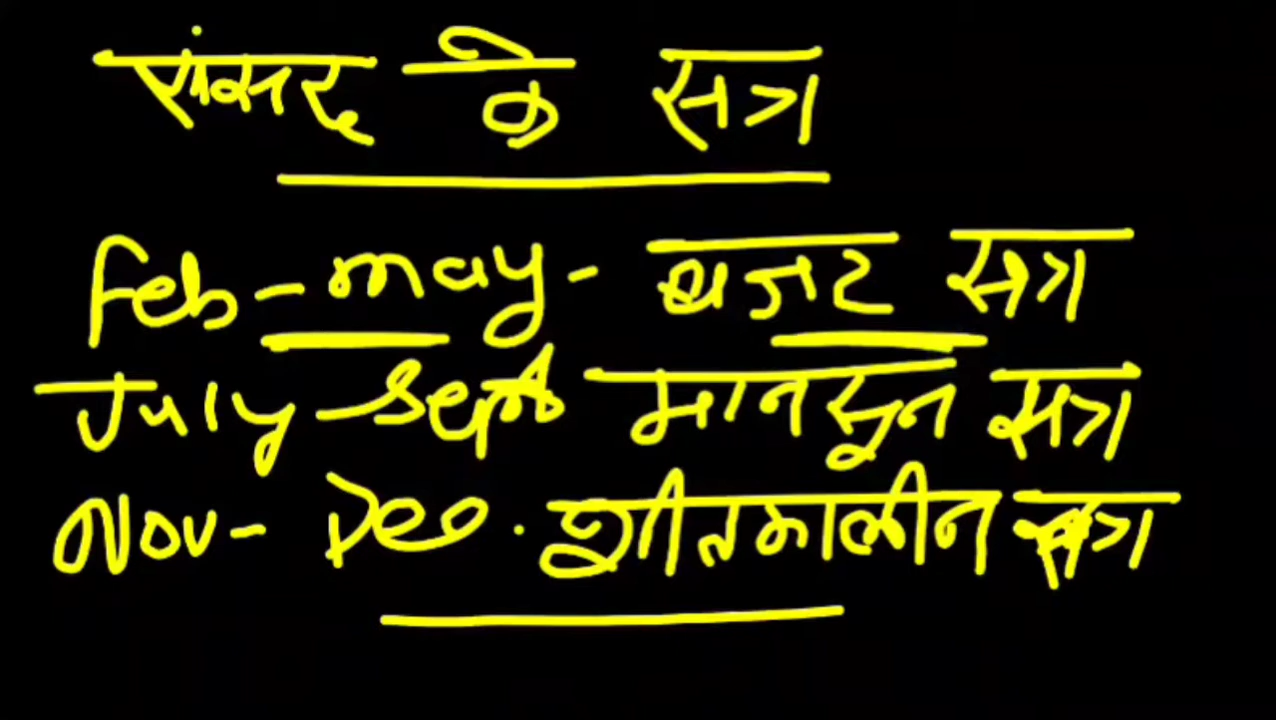 संसद के सत्र
Feb-may- बजट सत्र
July-Sept मानसून सत्र
Nov- Dec. शीतकालीन सत्र